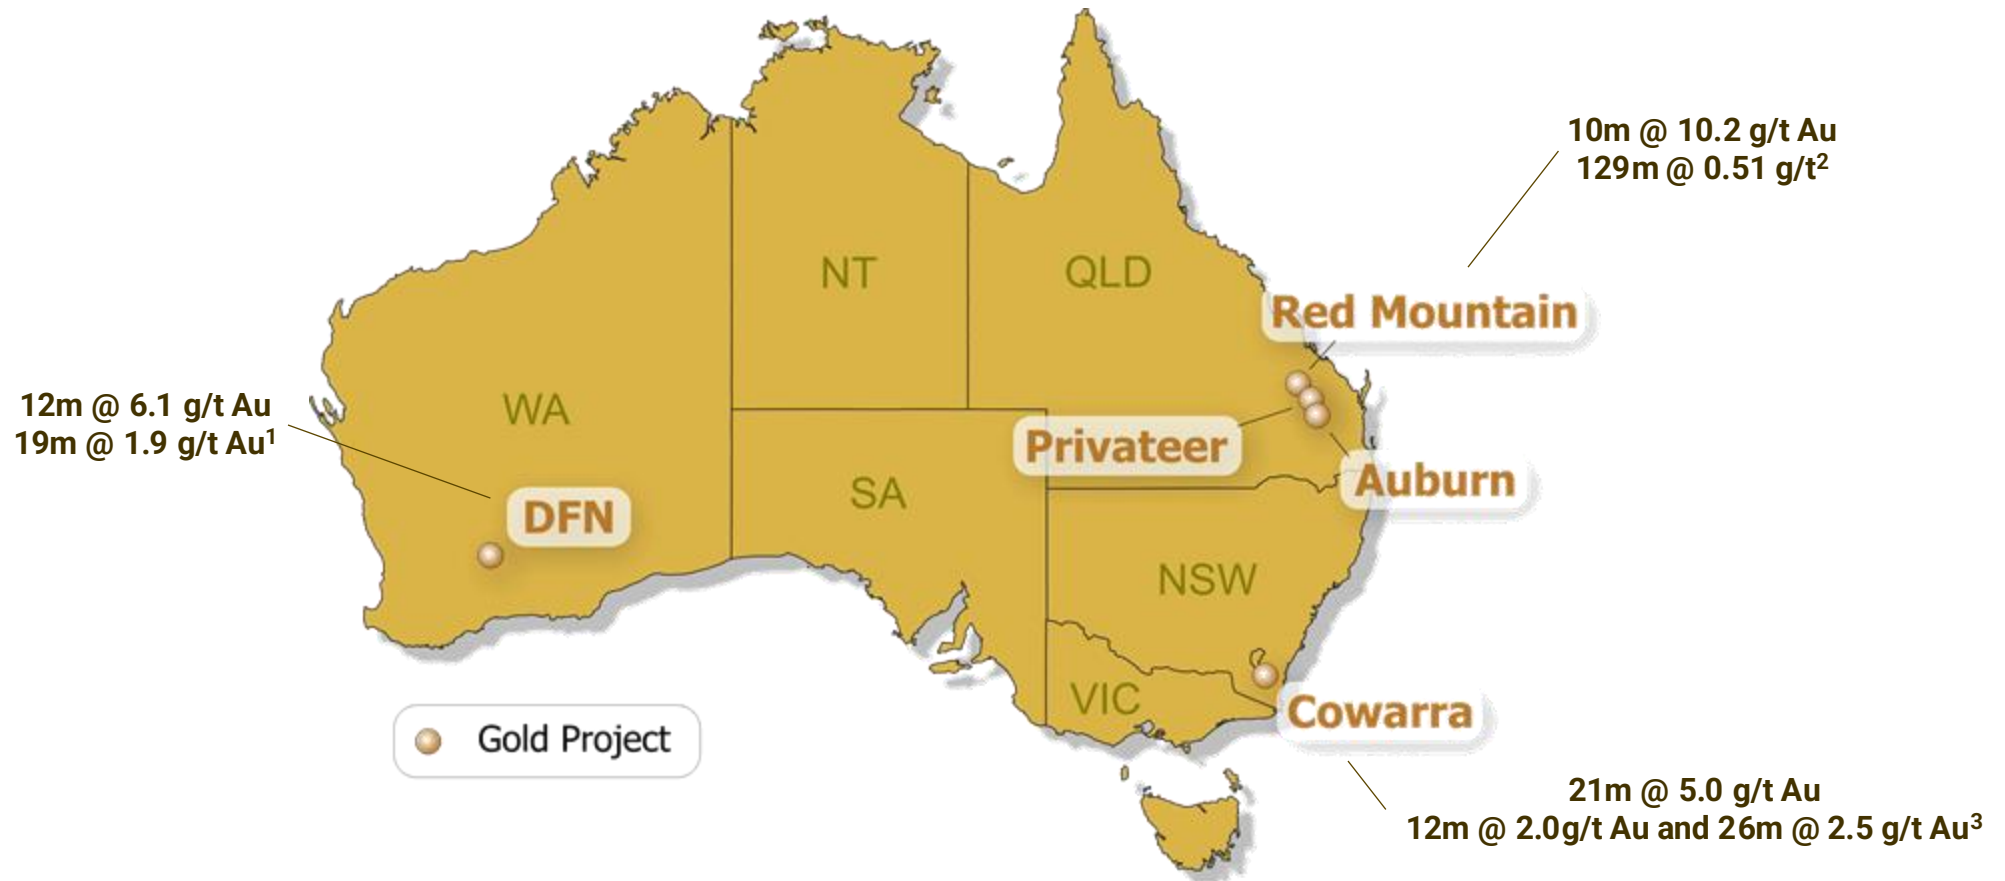 10m @ 10.2 g/t Au
129m @ 0.51 g/t²
NT
QLD
Red Mountain
12m @ 6.1 g/t Au
19m @ 1.9 g/t Au¹
WA
Privateer
Auburn
SA
DFN
NSW
VIC
Cowarra
Gold Project
21m @ 5.0 g/t Au
12m @ 2.0g/t Au and 26m @ 2.5 g/t Au³